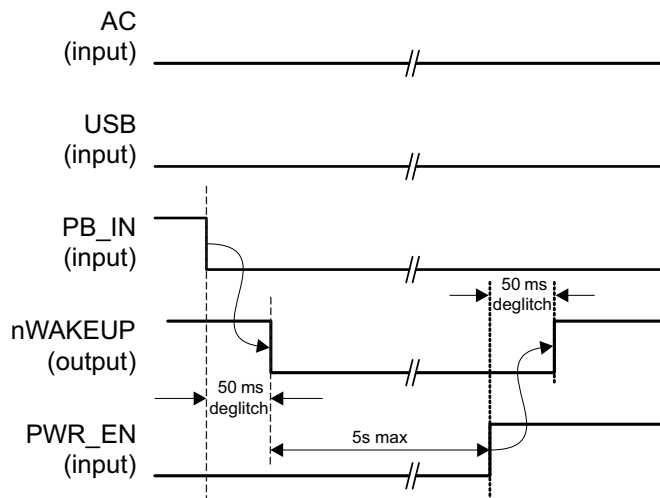 AC
(input)
USB
(input)
PB_IN
(input)
50 ms
deglitch
nWAKEUP
(output)
50 ms
deglitch
5s max
PWR_EN
(input)